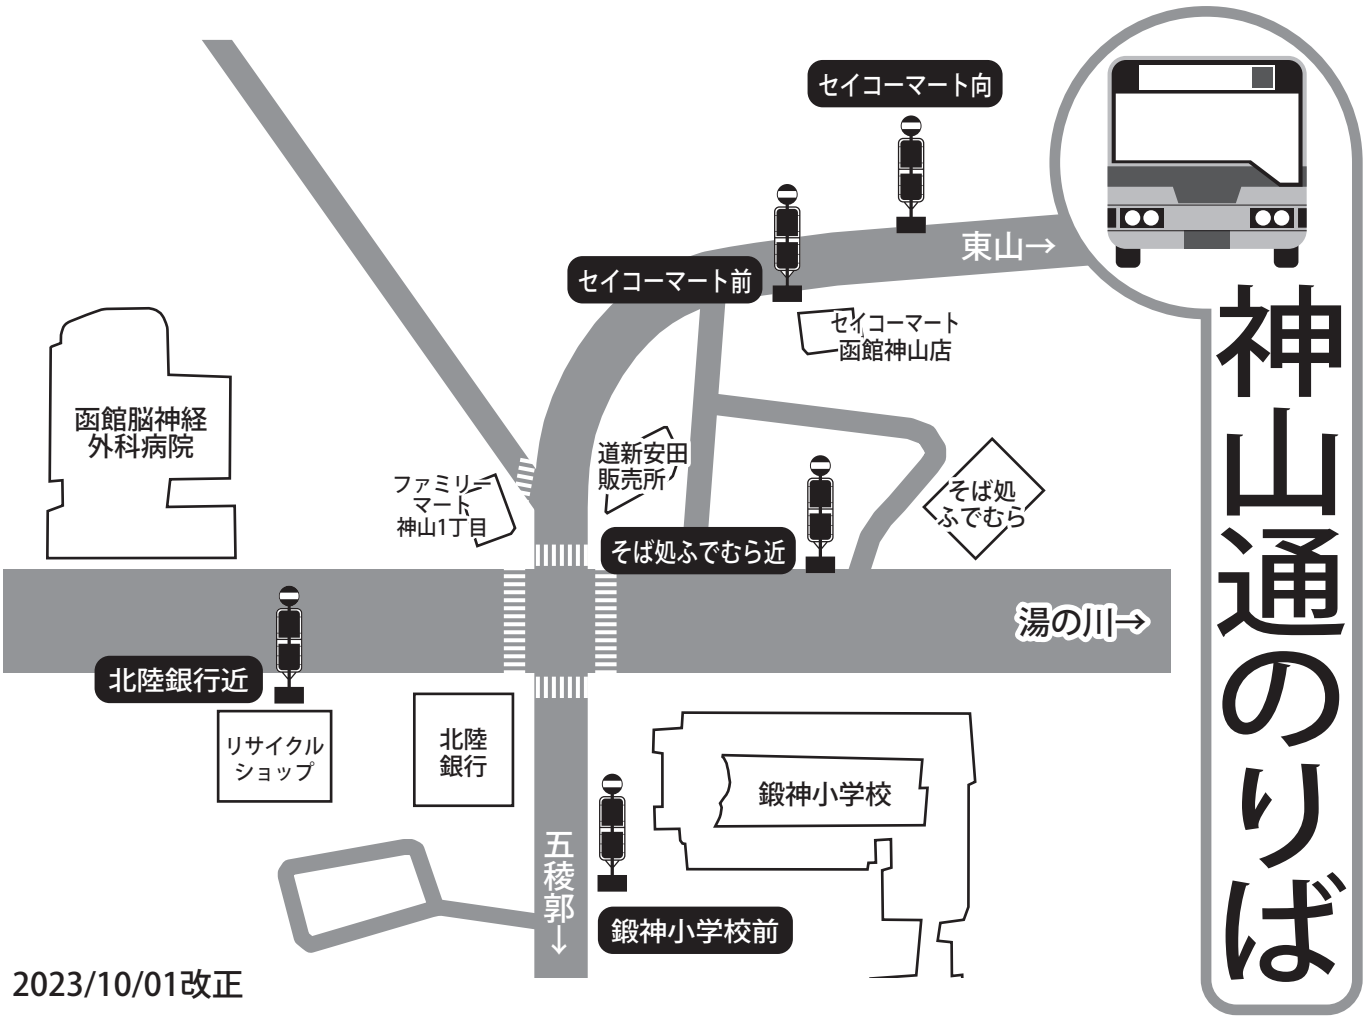 セイコーマート向
東山→
セイコーマート前
セイコーマート
函館神山店
函館脳神経
外科病院
道新安田
販売所
ファミリー
マート
神山1丁目
そば処
ふでむら
そば処ふでむら近
湯の川→
北陸銀行近
リサイクル
ショップ
北陸
銀行
鍛神小学校
五稜郭→
鍛神小学校前
2023/10/01改正
神山通のりば